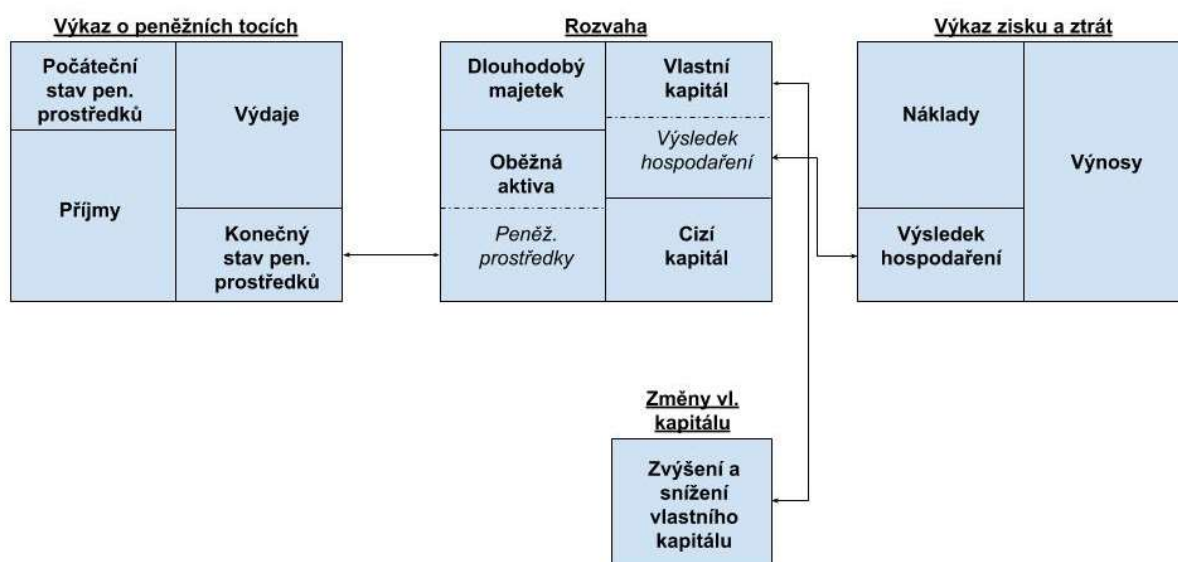 Výkaz o peněžních tocích
Počáteční
stav pen.
prostředků
Výdaje
Příjmy
Konečný
stav pen.
prostředků
Rozvaha
Dlouhodobý
majetek
Vlastní
kapitál
Výsledek
hospodaření
Oběžná
aktiva
Peněž.
prostředky
Cizí
kapitál
Výkaz zisku a ztrát
Náklady
Výnosy
Výsledek
hospodaření
Změny vl.
kapitálu
Zvýšení a
snížení
vlastního
kapitálu